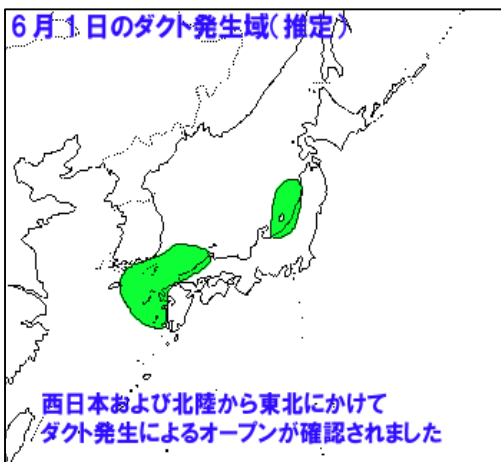 6月1日のダクト発生域(推定)
西日本および北陸から東北にかけて
ダクト発生によるオープンが確認されました